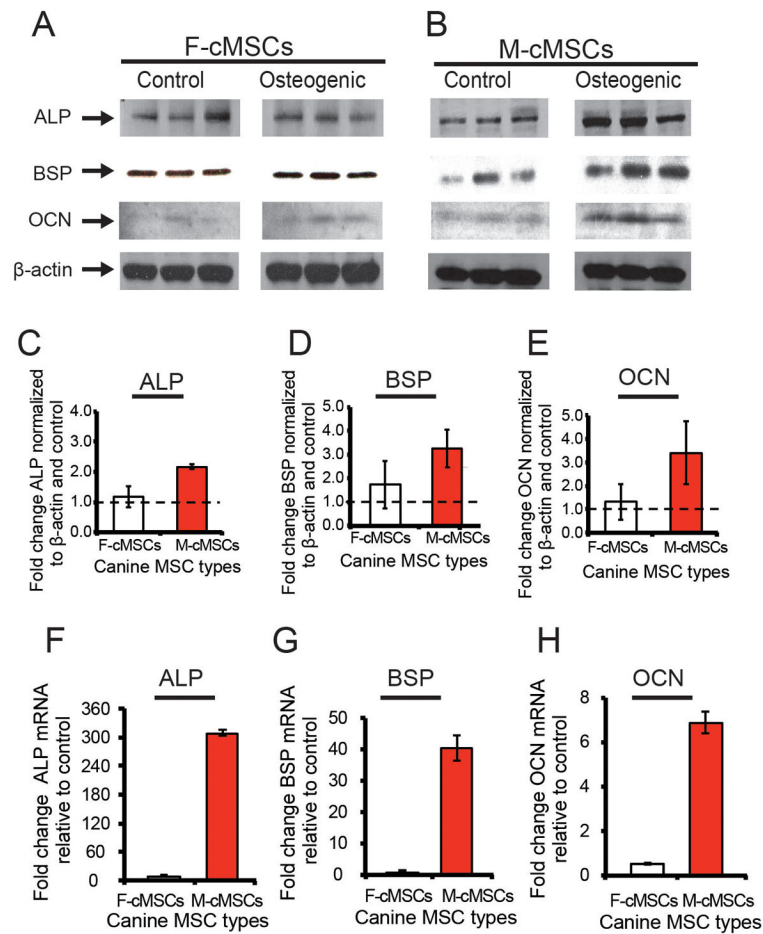 A
F-cMSCs
Control Osteogenic
ALP
BSP
OCN
β-actin
B
M-cMSCs
Control Osteogenic
C
ALP
Fold change ALP normalized
to β-actin and control
4.0
3.0
2.0
1.0
0.0
F-cMSCs M-cMSCs
Canine MSC types
D
BSP
Fold change BSP normalized
to β-actin and control
5.0
4.0
3.0
2.0
1.0
0.0
F-cMSCs M-cMSCs
Canine MSC types
E
OCN
Fold change OCN normalized
to β-actin and control
5.0
4.0
3.0
2.0
1.0
0.0
F-cMSCs M-cMSCs
Canine MSC types
F
ALP
Fold change ALP mRNA
relative to control
360
300
240
180
120
60
0
F-cMSCs M-cMSCs
Canine MSC types
G
BSP
Fold change BSP mRNA
relative to control
50
40
30
20
10
0
F-cMSCs M-cMSCs
Canine MSC types
H
OCN
Fold change OCN mRNA
relative to control
8
6
4
2
0
F-cMSCs M-cMSCs
Canine MSC types